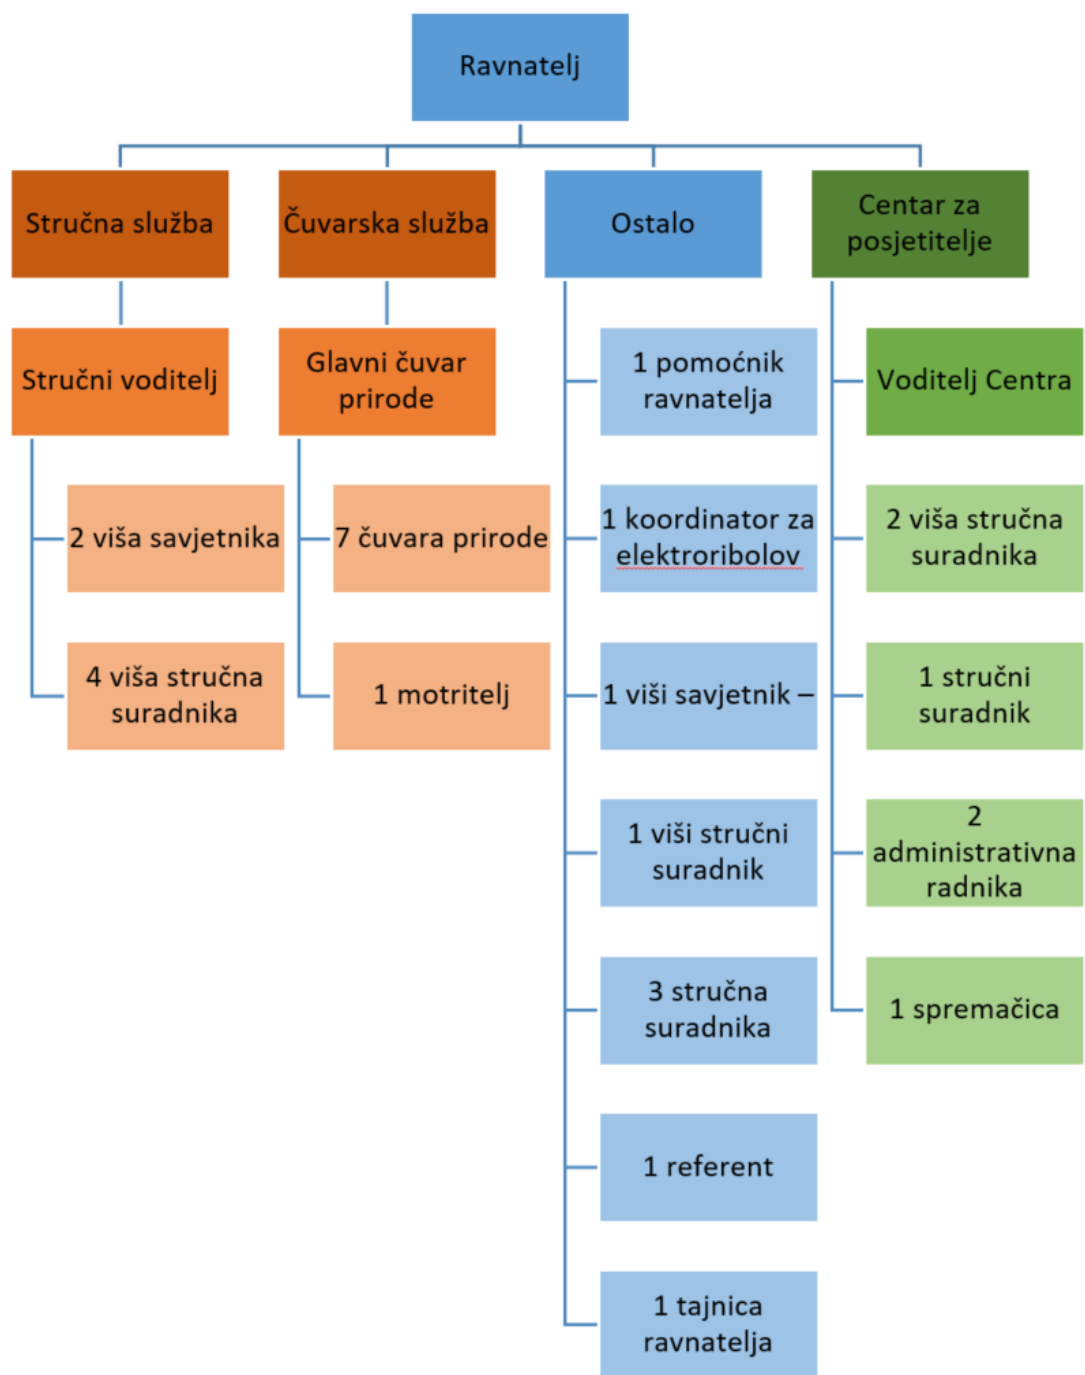 Ravnatelj
Stručna služba
Čuvarska služba
Ostalo
Centar za
posjetitelje
Stručni voditelj
Glavni čuvar
prirode
1 pomoćnik
ravnatelja
Voditelj Centra
2 viša savjetnika
7 čuvara prirode
1 koordinator za
elektroribolov
2 viša stručna
suradnika
4 viša stručna
suradnika
1 motritelj
1 viši savjetnik –
1 stručni
suradnik
1 viši stručni
suradnik
2
administrativna
radnika
3 stručna
suradnika
1 spremačica
1 referent
1 tajnica
ravnatelja